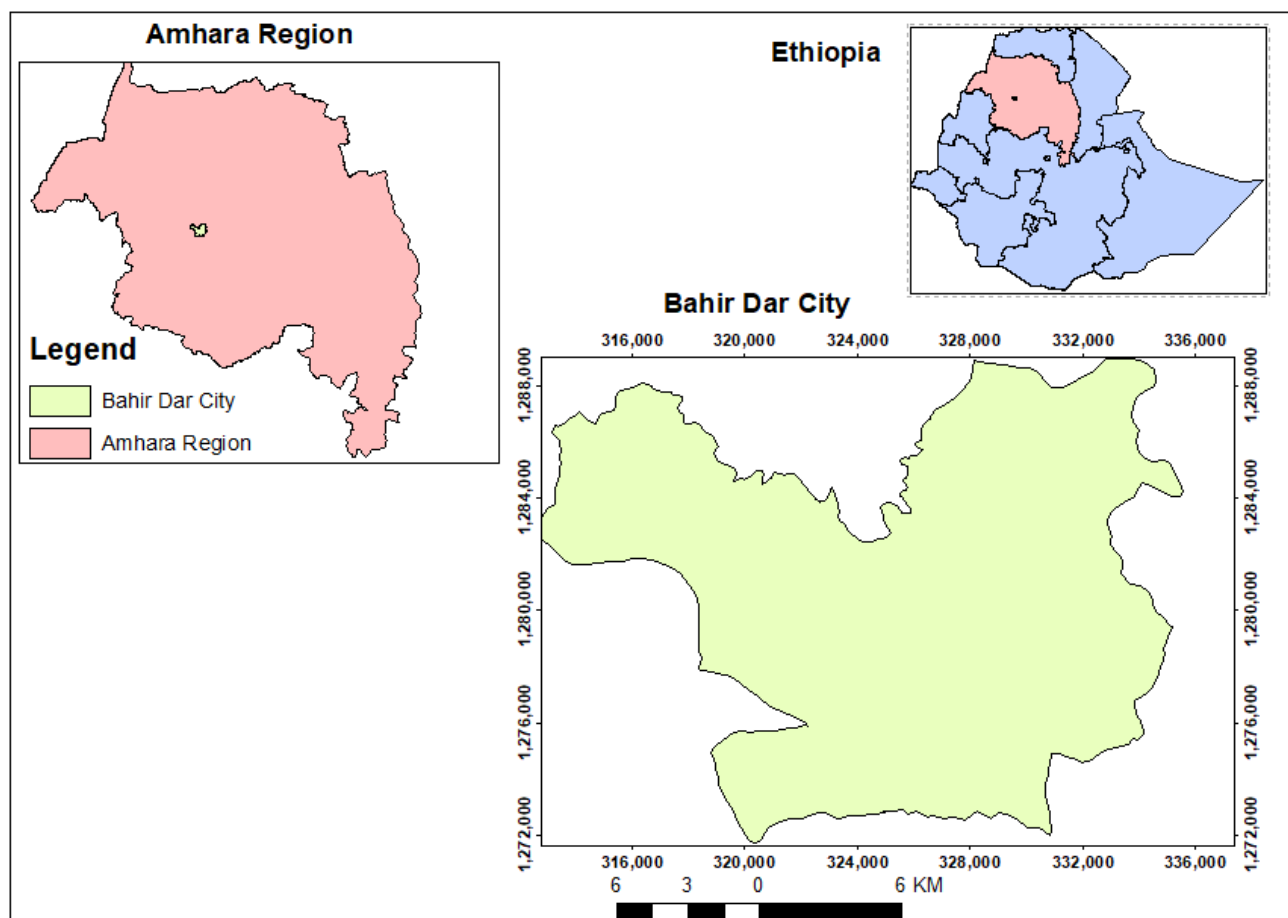 Amhara Region
Ethiopia
Legend
Bahir Dar City
Amhara Region
Bahir Dar City
316,000 320,000 324,000 328,000 332,000 336,000
1,288,000 1,288,000
1,284,000 1,284,000
1,280,000 1,280,000
1,276,000 1,276,000
1,272,000 1,272,000
316,000 320,000 324,000 328,000 332,000 336,000
6 3 0 6 KM